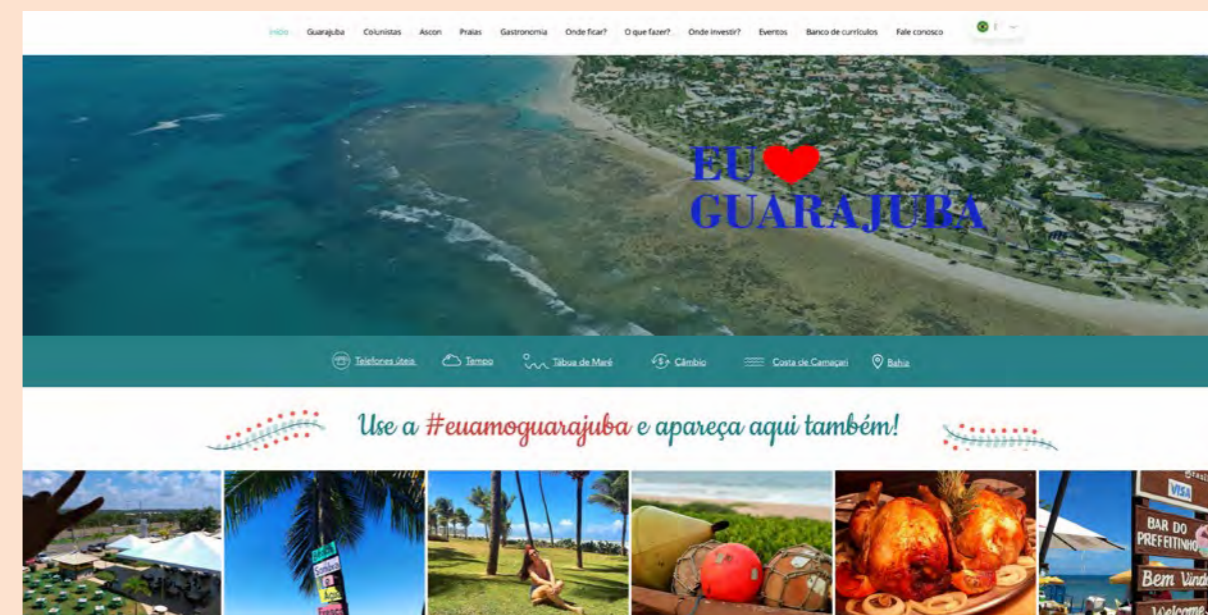 Início Guarajuba Colunistas Ascon Praias Gastronomia Onde ficar? O que fazer? Onde investir? Eventos Banco de currículos Fale conosco
EU
GUARAJUBA
Telefones úteis Tempo Tábua de Maré Câmbio Costa de Camaçari Bahia
Use a #euamoguarajuba e apareça aqui também!
Sombra
VISA
BAR DO
PREFEITINHO
Bem Vindo
Welcome